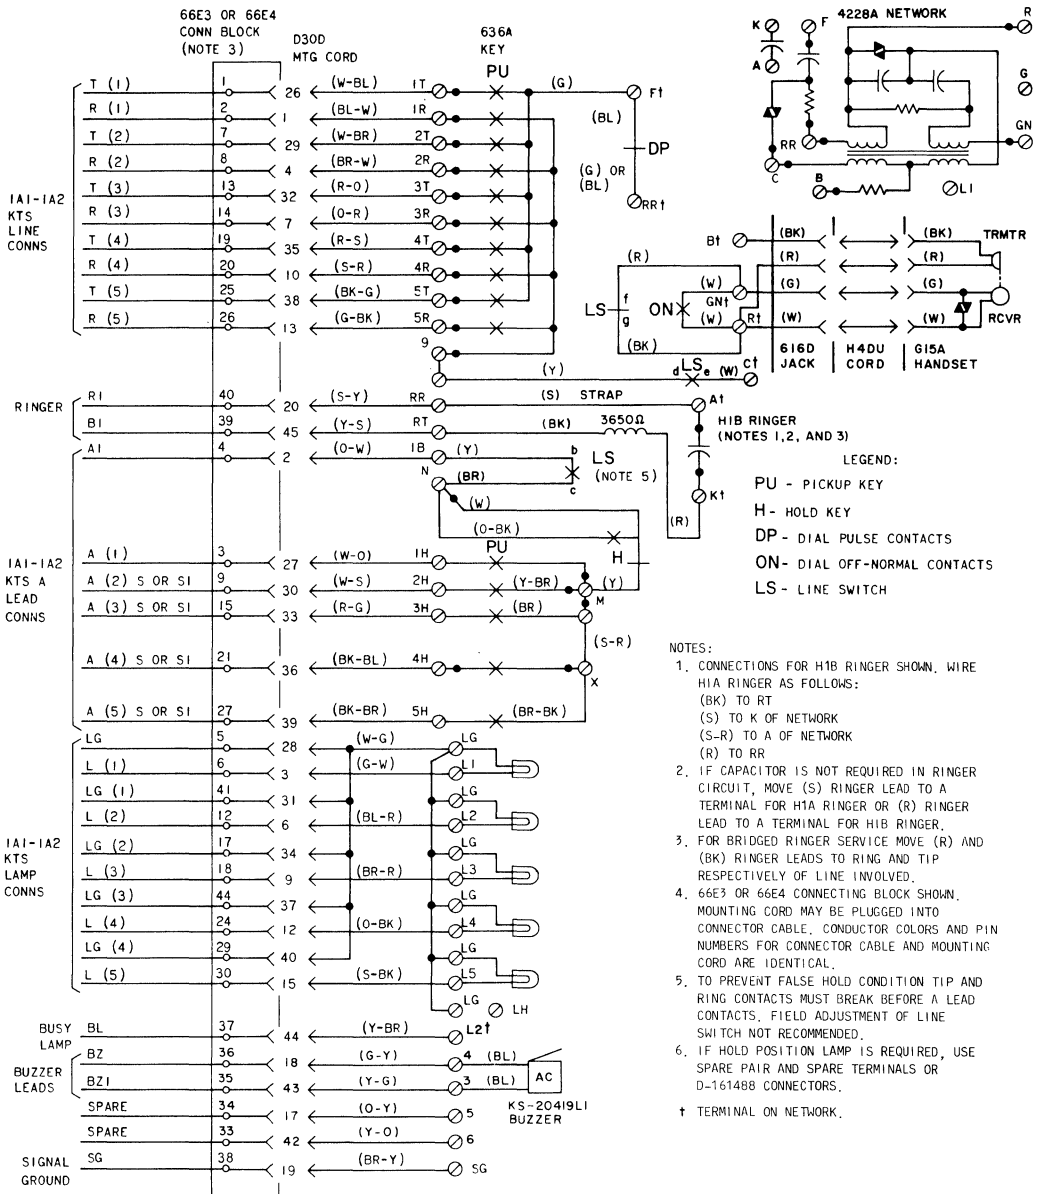 66E3 OR 66E4
CONN BLOCK
(NOTE 3)
D30D
MTG CORD
636A
KEY
PU
4228A NETWORK
K
F
R
A
G
GN
RR
C
B
L1
1A1-1A2
KTS
LINE
CONNS
T (1) 1 26 (W-BL) 1T (G) F†
R (1) 2 1 (BL-W) 1R (BL)
T (2) 7 29 (W-BR) 2T DP
R (2) 8 4 (BR-W) 2R (G) OR
(BL)
T (3) 13 32 (R-O) 3T RR†
R (3) 14 7 (O-R) 3R
T (4) 19 35 (R-S) 4T
R (4) 20 10 (S-R) 4R
T (5) 25 38 (BK-G) 5T
R (5) 26 13 (G-BK) 5R
9
(Y) d LS e (W) C†
B† (BK) (BK) TRMTR
(R) (R) (R)
(W) GN† (G) (G)
LS f g ON
(W) R† (W) (W) RCVR
(BK)
616D
JACK
H4DU
CORD
G15A
HANDSET
RINGER
R1 40 20 (S-Y) RR (S) STRAP A†
B1 39 45 (Y-S) RT (BK) 3650Ω
H1B RINGER
(NOTES 1,2, AND 3)
K†
(R)
A1 4 2 (O-W) 1B (Y) b LS
(NOTE 5)
N (BR) c
(W)
(O-BK)
PU
H
1A1-1A2
KTS A
LEAD
CONNS
A (1) 3 27 (W-O) 1H
A (2) S OR S1 9 30 (W-S) 2H (Y-BR) M (Y)
A (3) S OR S1 15 33 (R-G) 3H (BR)
(S-R)
A (4) S OR S1 21 36 (BK-BL) 4H X
A (5) S OR S1 27 39 (BK-BR) 5H (BR-BK)
1A1-1A2
KTS
LAMP
CONNS
LG 5 28 (W-G) LG
L (1) 6 3 (G-W) L1
LG (1) 41 31 LG
L (2) 12 6 (BL-R) L2
LG (2) 17 34 LG
L (3) 18 9 (BR-R) L3
LG (3) 44 37 LG
L (4) 24 12 (O-BK) L4
LG (4) 29 40 LG
L (5) 30 15 (S-BK) L5
LG LH
BUSY
LAMP
BL 37 44 (Y-BR) L2†
BUZZER
LEADS
BZ 36 18 (G-Y) 4 (BL)
BZ1 35 43 (Y-G) 3 (BL) AC
KS-20419L1
BUZZER
SPARE 34 17 (O-Y) 5
SPARE 33 42 (Y-O) 6
SIGNAL
GROUND
SG 38 19 (BR-Y) SG
LEGEND:
PU - PICKUP KEY
H - HOLD KEY
DP - DIAL PULSE CONTACTS
ON - DIAL OFF-NORMAL CONTACTS
LS - LINE SWITCH
NOTES:
1. CONNECTIONS FOR H1B RINGER SHOWN. WIRE
H1A RINGER AS FOLLOWS:
(BK) TO RT
(S) TO K OF NETWORK
(S-R) TO A OF NETWORK
(R) TO RR
2. IF CAPACITOR IS NOT REQUIRED IN RINGER
CIRCUIT, MOVE (S) RINGER LEAD TO A
TERMINAL FOR H1A RINGER OR (R) RINGER
LEAD TO A TERMINAL FOR H1B RINGER.
3. FOR BRIDGED RINGER SERVICE MOVE (R) AND
(BK) RINGER LEADS TO RING AND TIP
RESPECTIVELY OF LINE INVOLVED.
4. 66E3 OR 66E4 CONNECTING BLOCK SHOWN.
MOUNTING CORD MAY BE PLUGGED INTO
CONNECTOR CABLE. CONDUCTOR COLORS AND PIN
NUMBERS FOR CONNECTOR CABLE AND MOUNTING
CORD ARE IDENTICAL.
5. TO PREVENT FALSE HOLD CONDITION TIP AND
RING CONTACTS MUST BREAK BEFORE A LEAD
CONTACTS. FIELD ADJUSTMENT OF LINE
SWITCH NOT RECOMMENDED.
6. IF HOLD POSITION LAMP IS REQUIRED, USE
SPARE PAIR AND SPARE TERMINALS OR
D-161488 CONNECTORS.
† TERMINAL ON NETWORK.